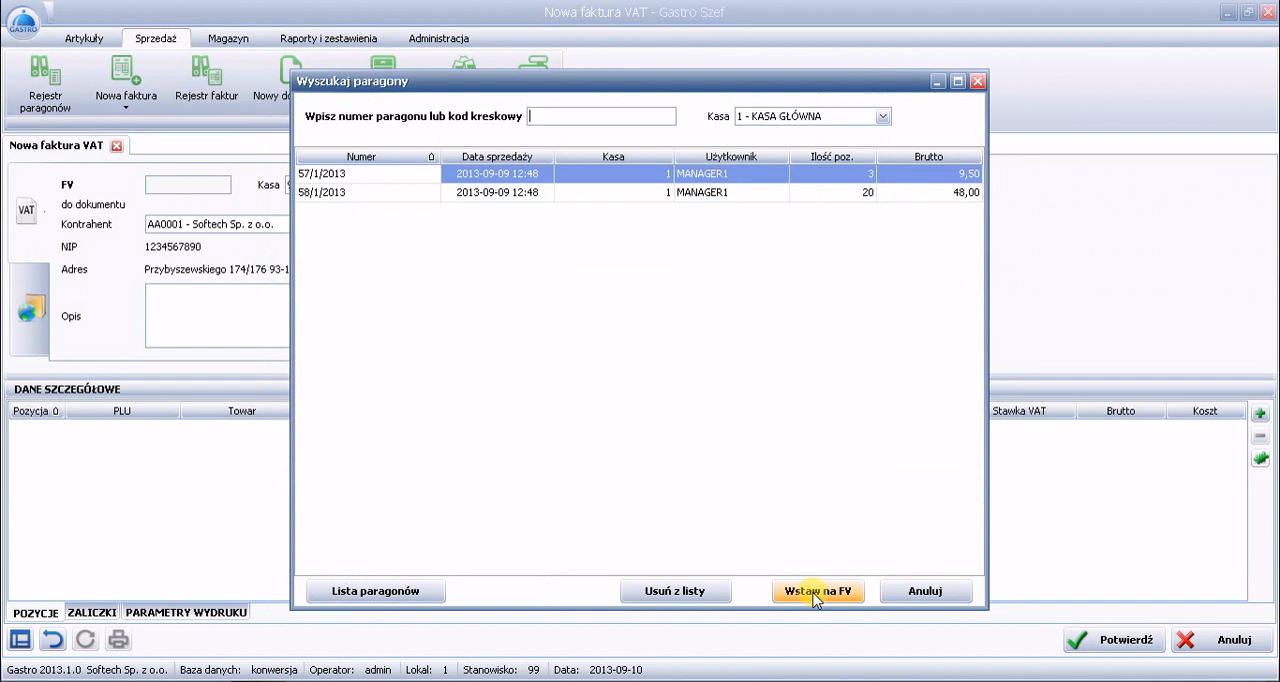 Nowa faktura VAT - Gastro Szef
GASTRO
Artykuły Sprzedaż Magazyn Raporty i zestawienia Administracja
Rejestr paragonów
Nowa faktura
Rejestr faktur
Nowy
Wyszukaj paragony
Wpisz numer paragonu lub kod kreskowy Kasa 1 - KASA GŁÓWNA
Numer Data sprzedaży Kasa Użytkownik Ilość poz. Brutto
57/1/2013 2013-09-09 12:48 1 MANAGER1 3 9,50
58/1/2013 2013-09-09 12:48 1 MANAGER1 20 48,00
Lista paragonów Usuń z listy Wstaw na FV Anuluj
Nowa faktura VAT
VAT
FV Kasa
do dokumentu
Kontrahent AA0001 - Softech Sp. z o.o.
NIP 1234567890
Adres Przybyszewskiego 174/176 93-1
Opis
DANE SZCZEGÓŁOWE
Pozycja PLU Towar Stawka VAT Brutto Koszt
POZYCJE ZALICZKI PARAMETRY WYDRUKU
Potwierdź Anuluj
Gastro 2013.1.0 Softech Sp. z o.o. Baza danych: konwersja Operator: admin Lokal: 1 Stanowisko: 99 Data: 2013-09-10